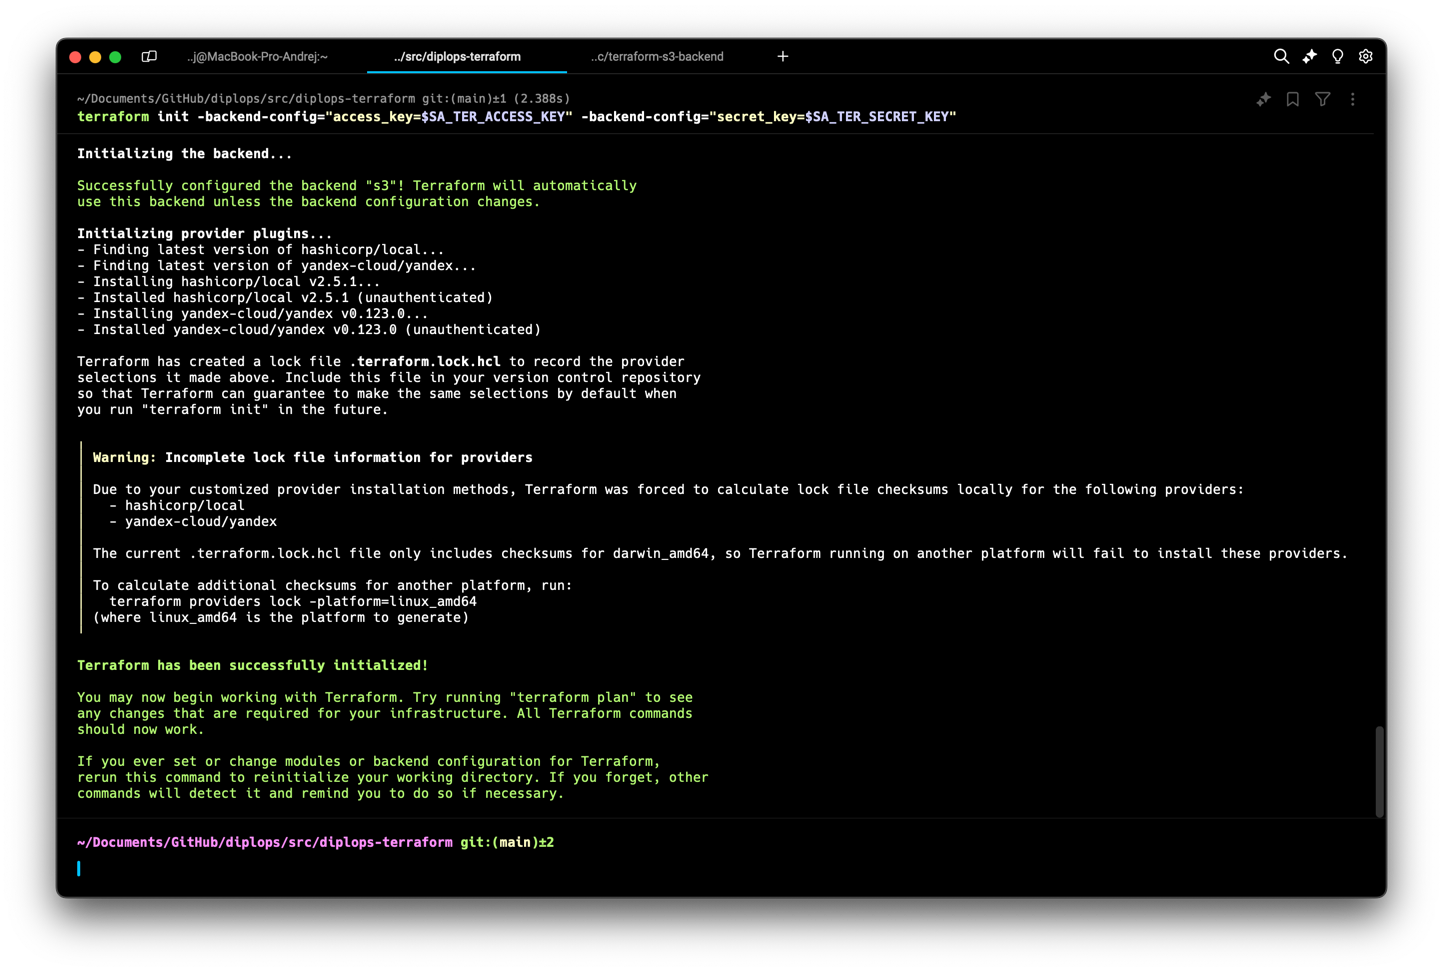 ..j@MacBook-Pro-Andrej:~
../src/diplops-terraform
..c/terraform-s3-backend
~/Documents/GitHub/diplops/src/diplops-terraform git:(main)±1 (2.388s)
terraform init -backend-config="access_key=$SA_TER_ACCESS_KEY" -backend-config="secret_key=$SA_TER_SECRET_KEY"
Initializing the backend...
Successfully configured the backend "s3"! Terraform will automatically
use this backend unless the backend configuration changes.
Initializing provider plugins...
- Finding latest version of hashicorp/local...
- Finding latest version of yandex-cloud/yandex...
- Installing hashicorp/local v2.5.1...
- Installed hashicorp/local v2.5.1 (unauthenticated)
- Installing yandex-cloud/yandex v0.123.0...
- Installed yandex-cloud/yandex v0.123.0 (unauthenticated)
Terraform has created a lock file .terraform.lock.hcl to record the provider
selections it made above. Include this file in your version control repository
so that Terraform can guarantee to make the same selections by default when
you run "terraform init" in the future.
Warning: Incomplete lock file information for providers
Due to your customized provider installation methods, Terraform was forced to calculate lock file checksums locally for the following providers:
- hashicorp/local
- yandex-cloud/yandex
The current .terraform.lock.hcl file only includes checksums for darwin_amd64, so Terraform running on another platform will fail to install these providers.
To calculate additional checksums for another platform, run:
terraform providers lock -platform=linux_amd64
(where linux_amd64 is the platform to generate)
Terraform has been successfully initialized!
You may now begin working with Terraform. Try running "terraform plan" to see
any changes that are required for your infrastructure. All Terraform commands
should now work.
If you ever set or change modules or backend configuration for Terraform,
rerun this command to reinitialize your working directory. If you forget, other
commands will detect it and remind you to do so if necessary.
~/Documents/GitHub/diplops/src/diplops-terraform git:(main)±2